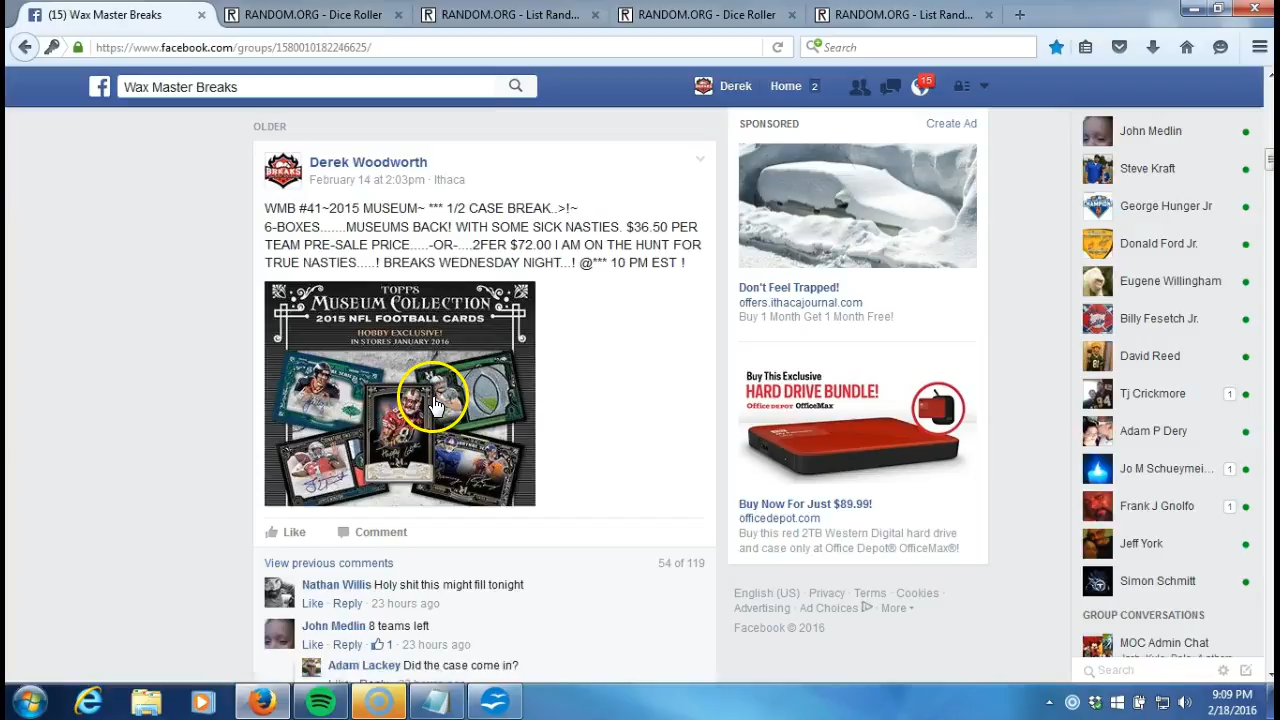 (15) Wax Master Breaks
RANDOM.ORG - Dice Roller
RANDOM.ORG - List Rand...
RANDOM.ORG - Dice Roller
RANDOM.ORG - List Rand...
https://www.facebook.com/groups/1580010182246625/
Search
Wax Master Breaks
Derek
Home 2
15
OLDER
Derek Woodworth
February 14 at 2:03pm · Ithaca
WMB #41~2015 MUSEUM~ *** 1/2 CASE BREAK..>!~
6-BOXES.......MUSEUMS BACK! WITH SOME SICK NASTIES. $36.50 PER
TEAM PRE-SALE PRICE.....-OR-....2FER $72.00 I AM ON THE HUNT FOR
TRUE NASTIES.....! BREAKS WEDNESDAY NIGHT...! @*** 10 PM EST !
TOPPS
MUSEUM COLLECTION
2015 NFL FOOTBALL CARDS
HOBBY EXCLUSIVE!
IN STORES JANUARY 2016
Like
Comment
View previous comments
54 of 119
Nathan Willis Holy shit this might fill tonight
Like · Reply · 23 hours ago
John Medlin 8 teams left
Like · Reply · 1 · 23 hours ago
Adam Lackey Did the case come in?
SPONSORED
Create Ad
Don't Feel Trapped!
offers.ithacajournal.com
Buy 1 Month Get 1 Month Free!
Buy This Exclusive
HARD DRIVE BUNDLE!
Office DEPOT OfficeMax
Buy Now For Just $89.99!
officedepot.com
Buy this red 2TB Western Digital hard drive
and case only at Office Depot® OfficeMax®!
English (US) · Privacy · Terms · Cookies ·
Advertising · Ad Choices · More
Facebook © 2016
John Medlin
Steve Kraft
George Hunger Jr
Donald Ford Jr.
Eugene Willingham
Billy Fesetch Jr.
David Reed
Tj Crickmore 1
Adam P Dery
Jo M Schueymei... 1
Frank J Gnolfo 1
Jeff York
Simon Schmitt
GROUP CONVERSATIONS
MOC Admin Chat
Search
9:09 PM
2/18/2016